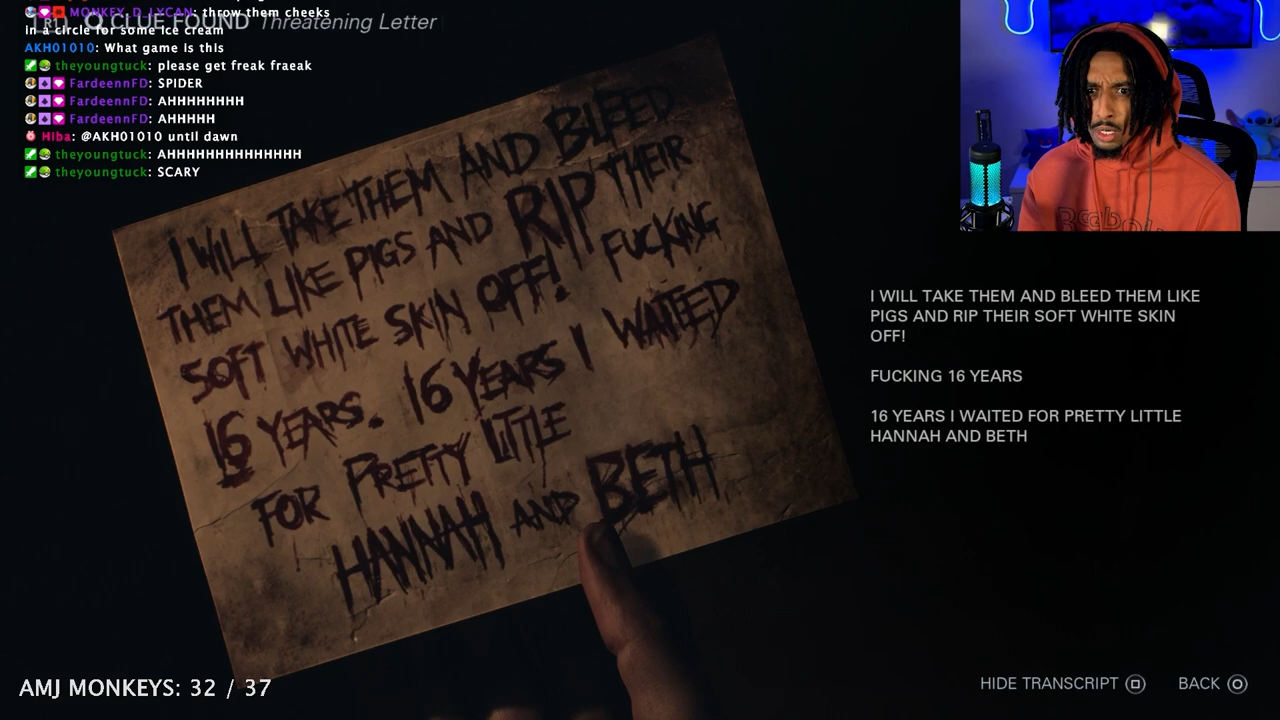 CLUE FOUND Threatening Letter
MONKEY_D_LYCAN: throw them cheeks
in a circle for some ice cream
AKH01010: What game is this
theyoungtuck: please get freak fraeak
FardeennFD: SPIDER
FardeennFD: AHHHHHHHH
FardeennFD: AHHHHH
Hiba: @AKH01010 until dawn
theyoungtuck: AHHHHHHHHHHHHHH
theyoungtuck: SCARY
I WILL TAKE THEM AND BLEED
THEM LIKE PIGS AND RIP THEIR
SOFT WHITE SKIN OFF! FUCKING
16 YEARS. 16 YEARS I WAITED
FOR PRETTY LITTLE
HANNAH AND BETH
I WILL TAKE THEM AND BLEED THEM LIKE
PIGS AND RIP THEIR SOFT WHITE SKIN
OFF!
FUCKING 16 YEARS
16 YEARS I WAITED FOR PRETTY LITTLE
HANNAH AND BETH
AMJ MONKEYS: 32 / 37
HIDE TRANSCRIPT
BACK